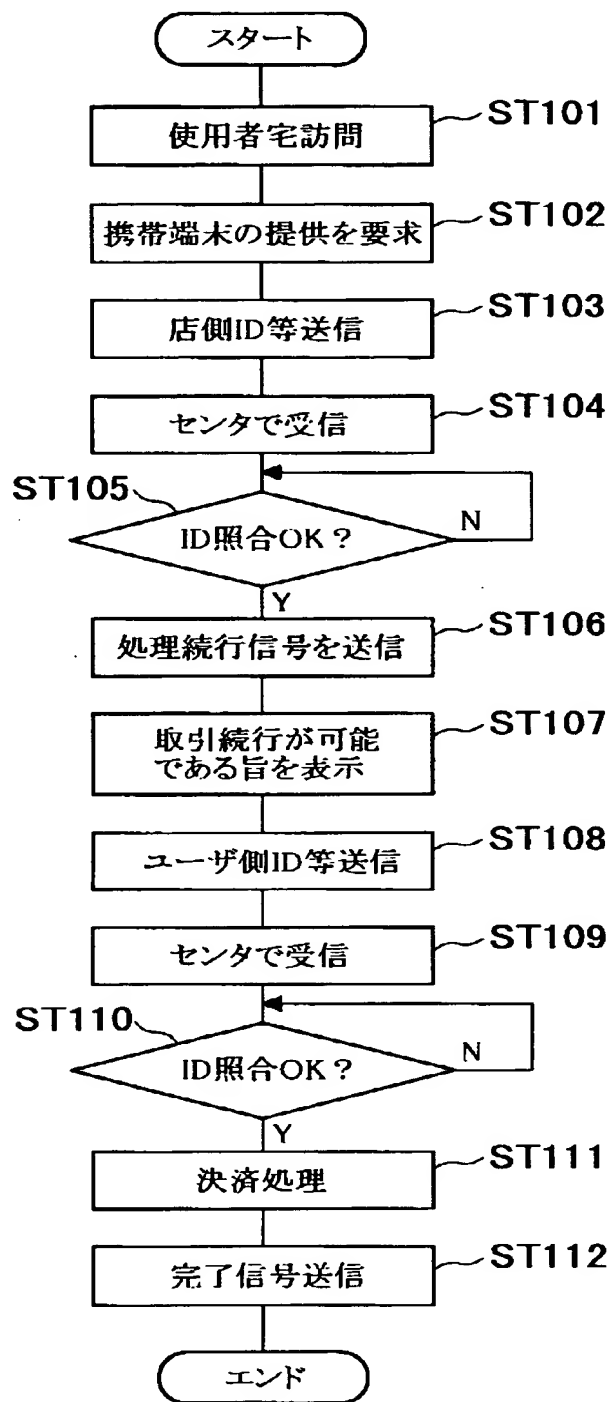 スタート
使用者宅訪問
ST101
携帯端末の提供を要求
ST102
店側ID等送信
ST103
センタで受信
ST104
ST105
ID照合OK?
N
Y
処理続行信号を送信
ST106
取引続行が可能
である旨を表示
ST107
ユーザ側ID等送信
ST108
センタで受信
ST109
ST110
ID照合OK?
N
Y
決済処理
ST111
完了信号送信
ST112
エンド